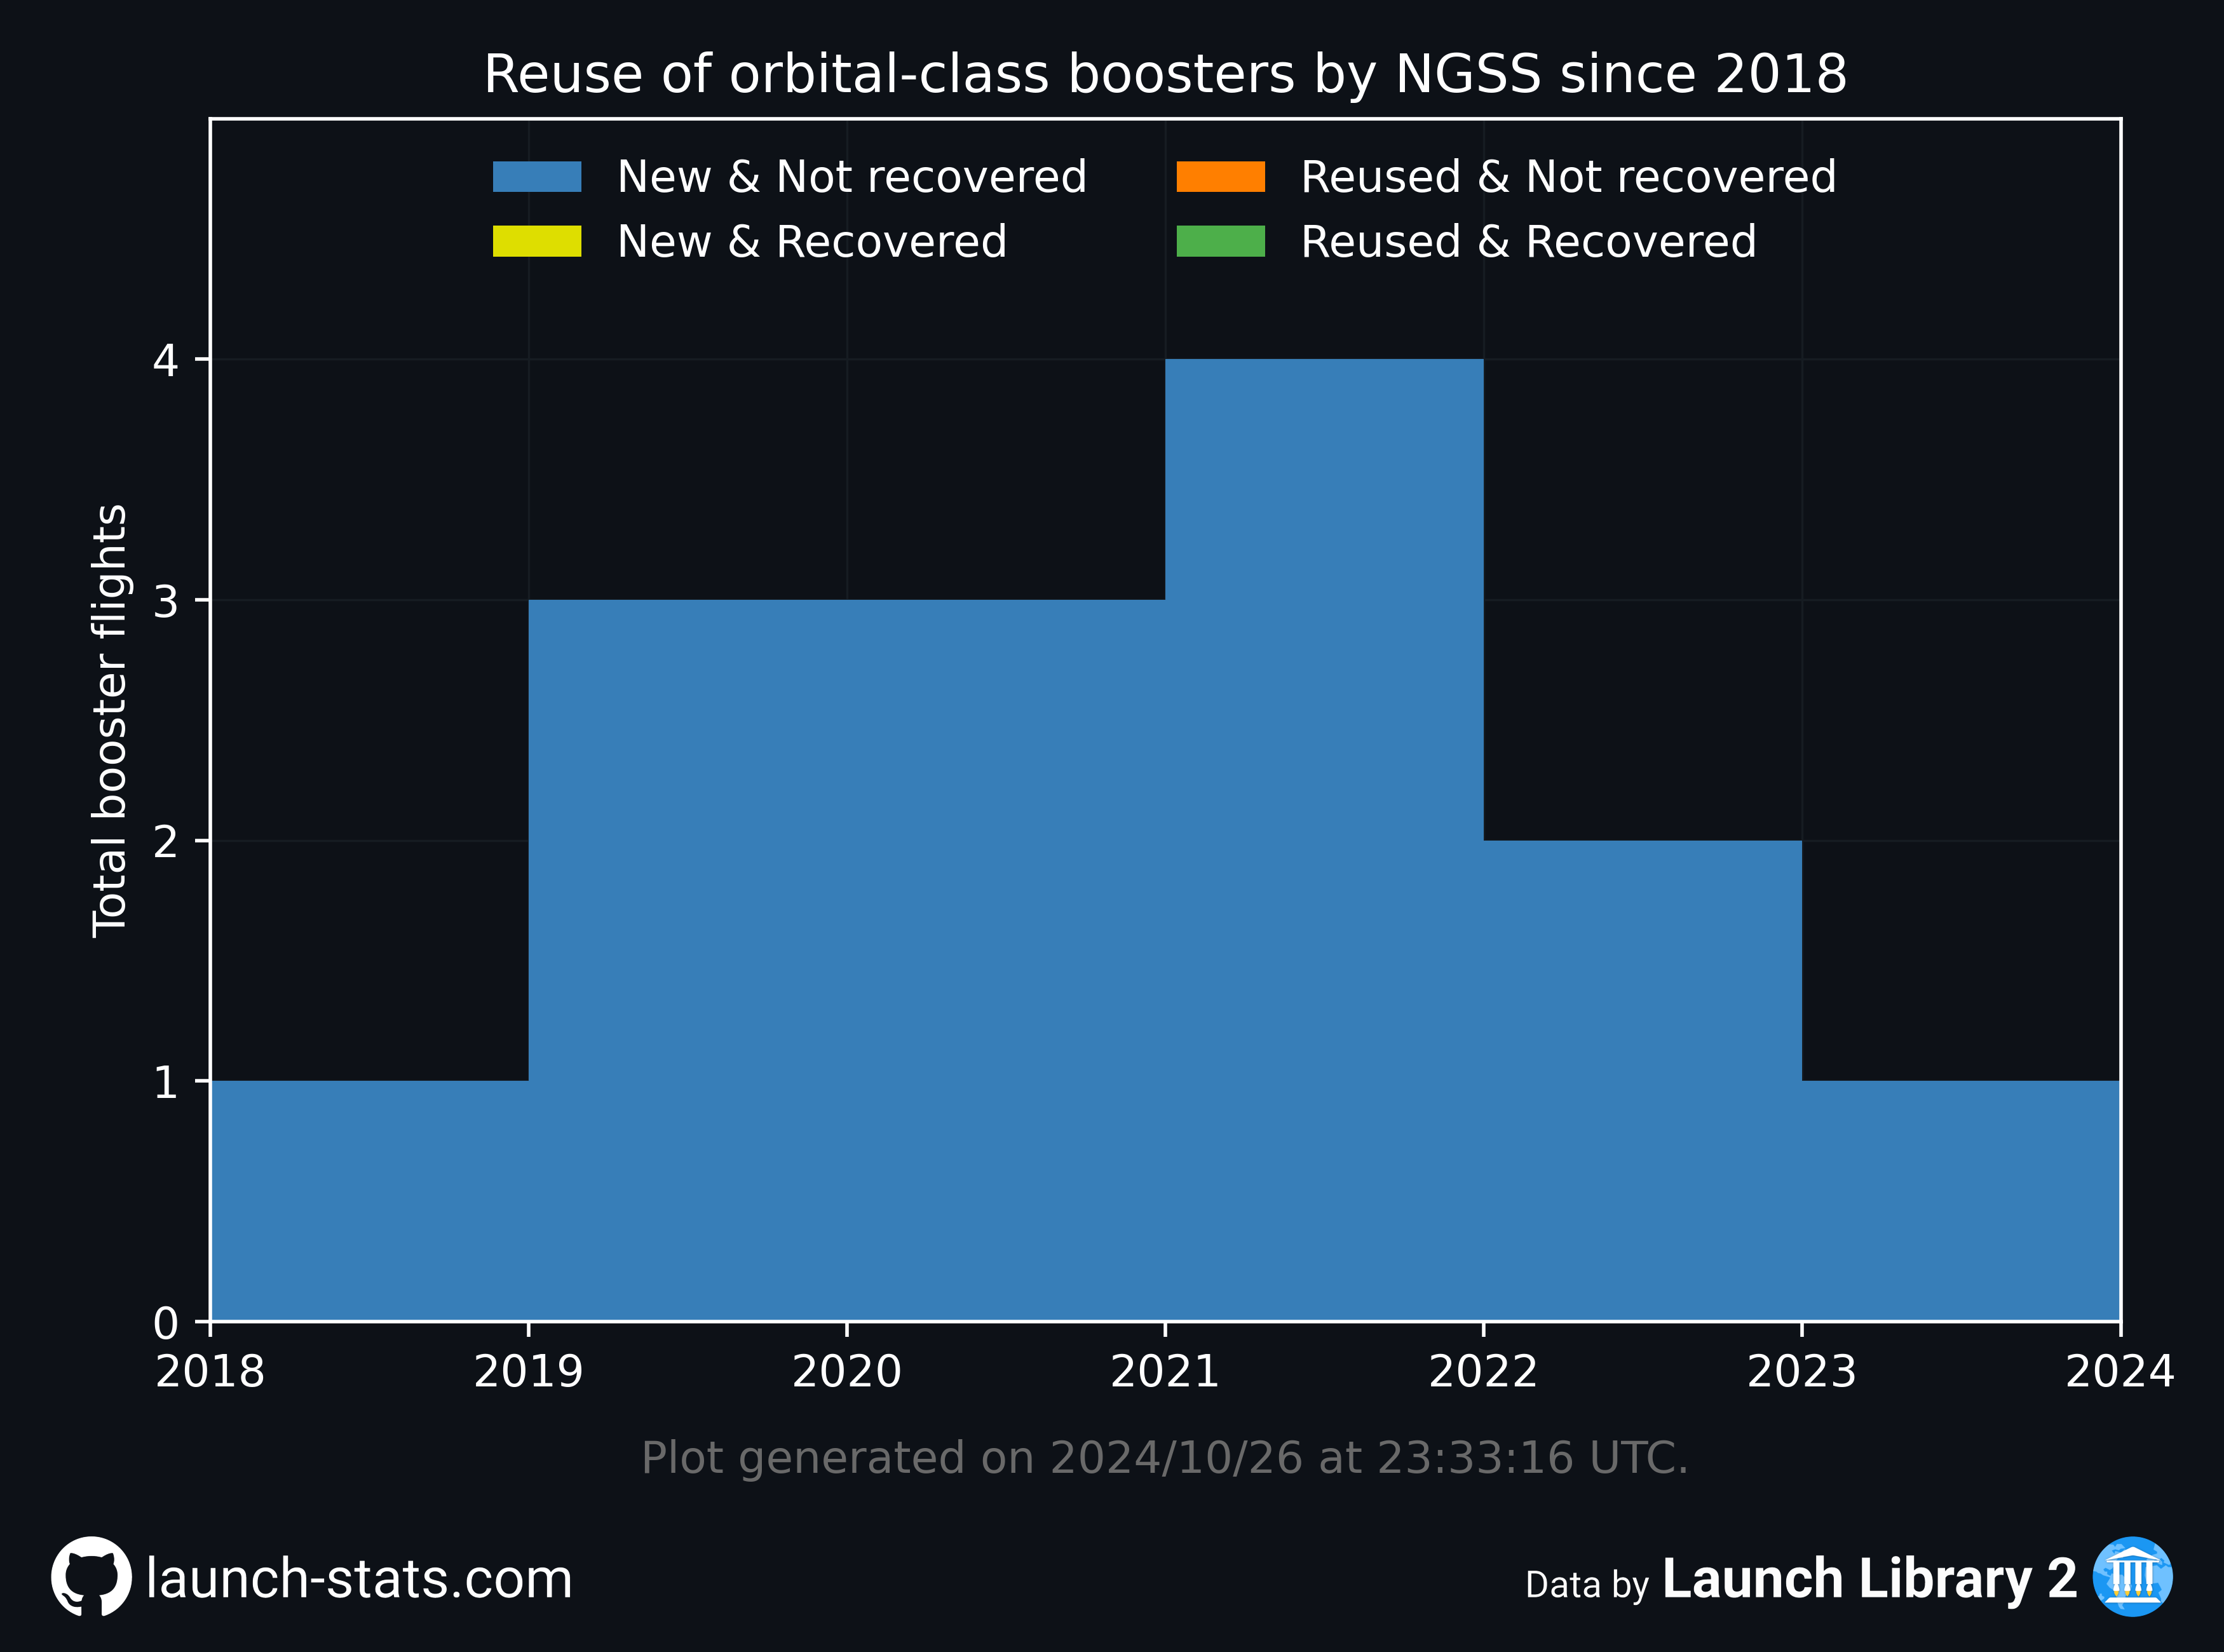 Reuse of orbital-class boosters by NGSS since 2018
New & Not recovered
New & Recovered
Reused & Not recovered
Reused & Recovered
Total booster flights
4
3
2
1
0
2018 2019 2020 2021 2022 2023 2024
Plot generated on 2024/10/26 at 23:33:16 UTC.
launch-stats.com
Data by Launch Library 2